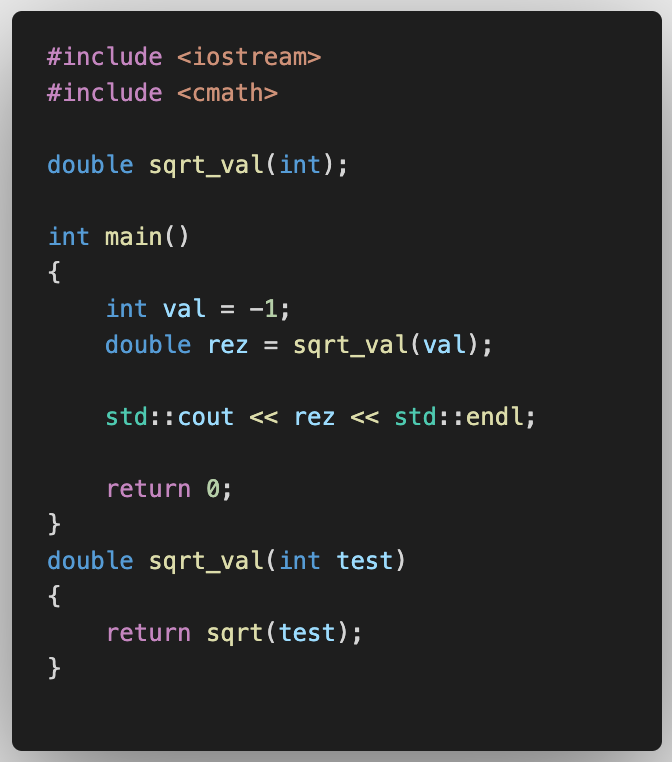 #include <iostream>
#include <cmath>
double sqrt_val(int);
int main()
{
    int val = -1;
    double rez = sqrt_val(val);
    std::cout << rez << std::endl;
    return 0;
}
double sqrt_val(int test)
{
    return sqrt(test);
}